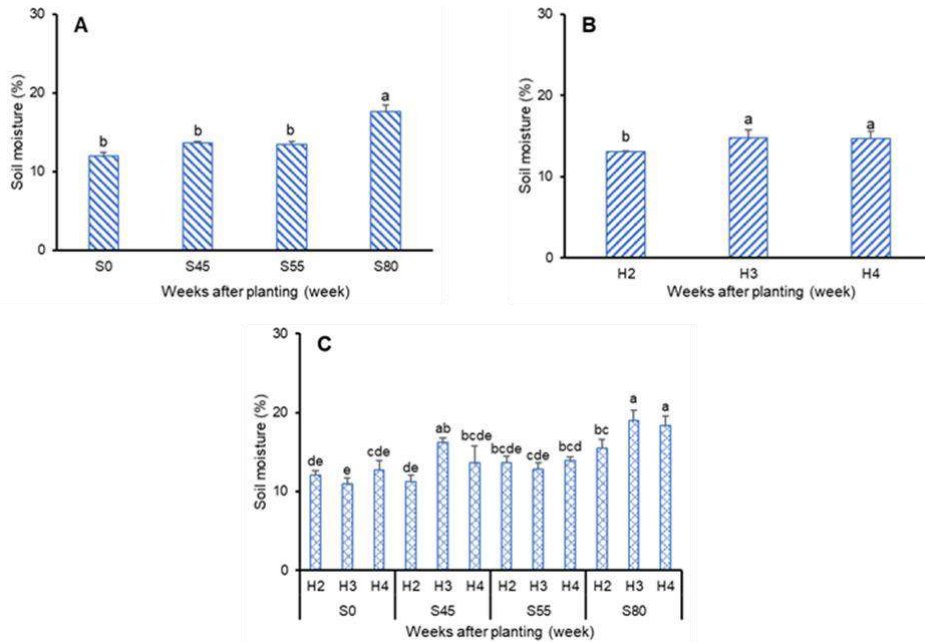 A
30
20
10
0
Soil moisture (%)
b
b
b
a
S0 S45 S55 S80
Weeks after planting (week)
B
30
20
10
0
Soil moisture (%)
b
a
a
H2 H3 H4
Weeks after planting (week)
C
30
20
10
0
Soil moisture (%)
de e cde de ab bcde bcde cde bcd bc a a
H2 H3 H4 H2 H3 H4 H2 H3 H4 H2 H3 H4
S0 S45 S55 S80
Weeks after planting (week)